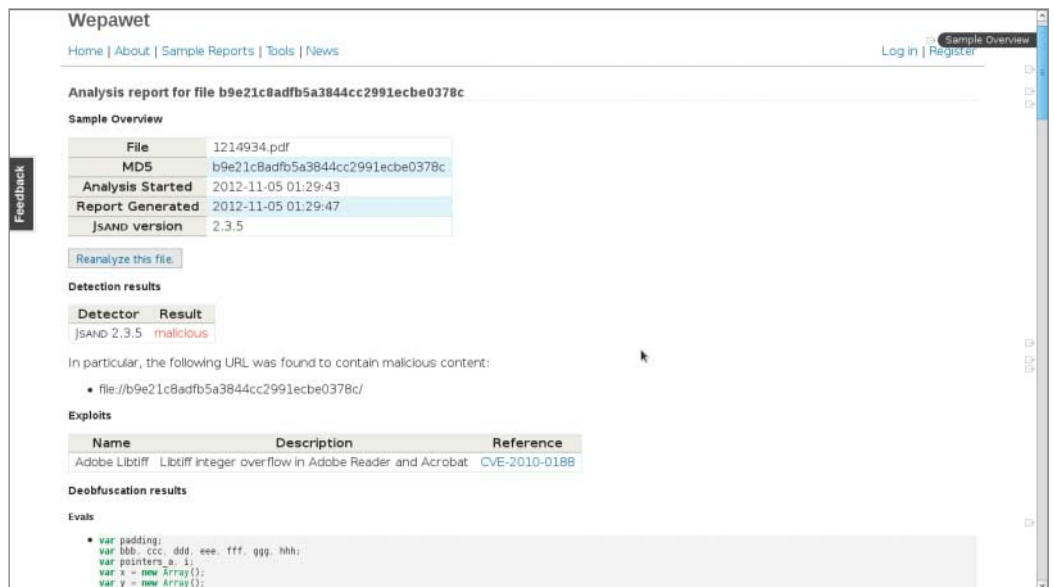 Wepawet
Home | About | Sample Reports | Tools | News
Log in | Register
Sample Overview
Feedback
Analysis report for file b9e21c8adfb5a3844cc2991ecbe0378c
Sample Overview
File 1214934.pdf
MD5 b9e21c8adfb5a3844cc2991ecbe0378c
Analysis Started 2012-11-05 01:29:43
Report Generated 2012-11-05 01:29:47
JSAND version 2.3.5
Reanalyze this file.
Detection results
Detector Result
JSAND 2.3.5 malicious
In particular, the following URL was found to contain malicious content:
• file://b9e21c8adfb5a3844cc2991ecbe0378c/
Exploits
Name Description Reference
Adobe Libtiff Libtiff integer overflow in Adobe Reader and Acrobat CVE-2010-0188
Deobfuscation results
Evals
• var padding;
var bbb, ccc, ddd, eee, fff, ggg, hhh;
var pointers_a, i;
var x = new Array();
var y = new Array();